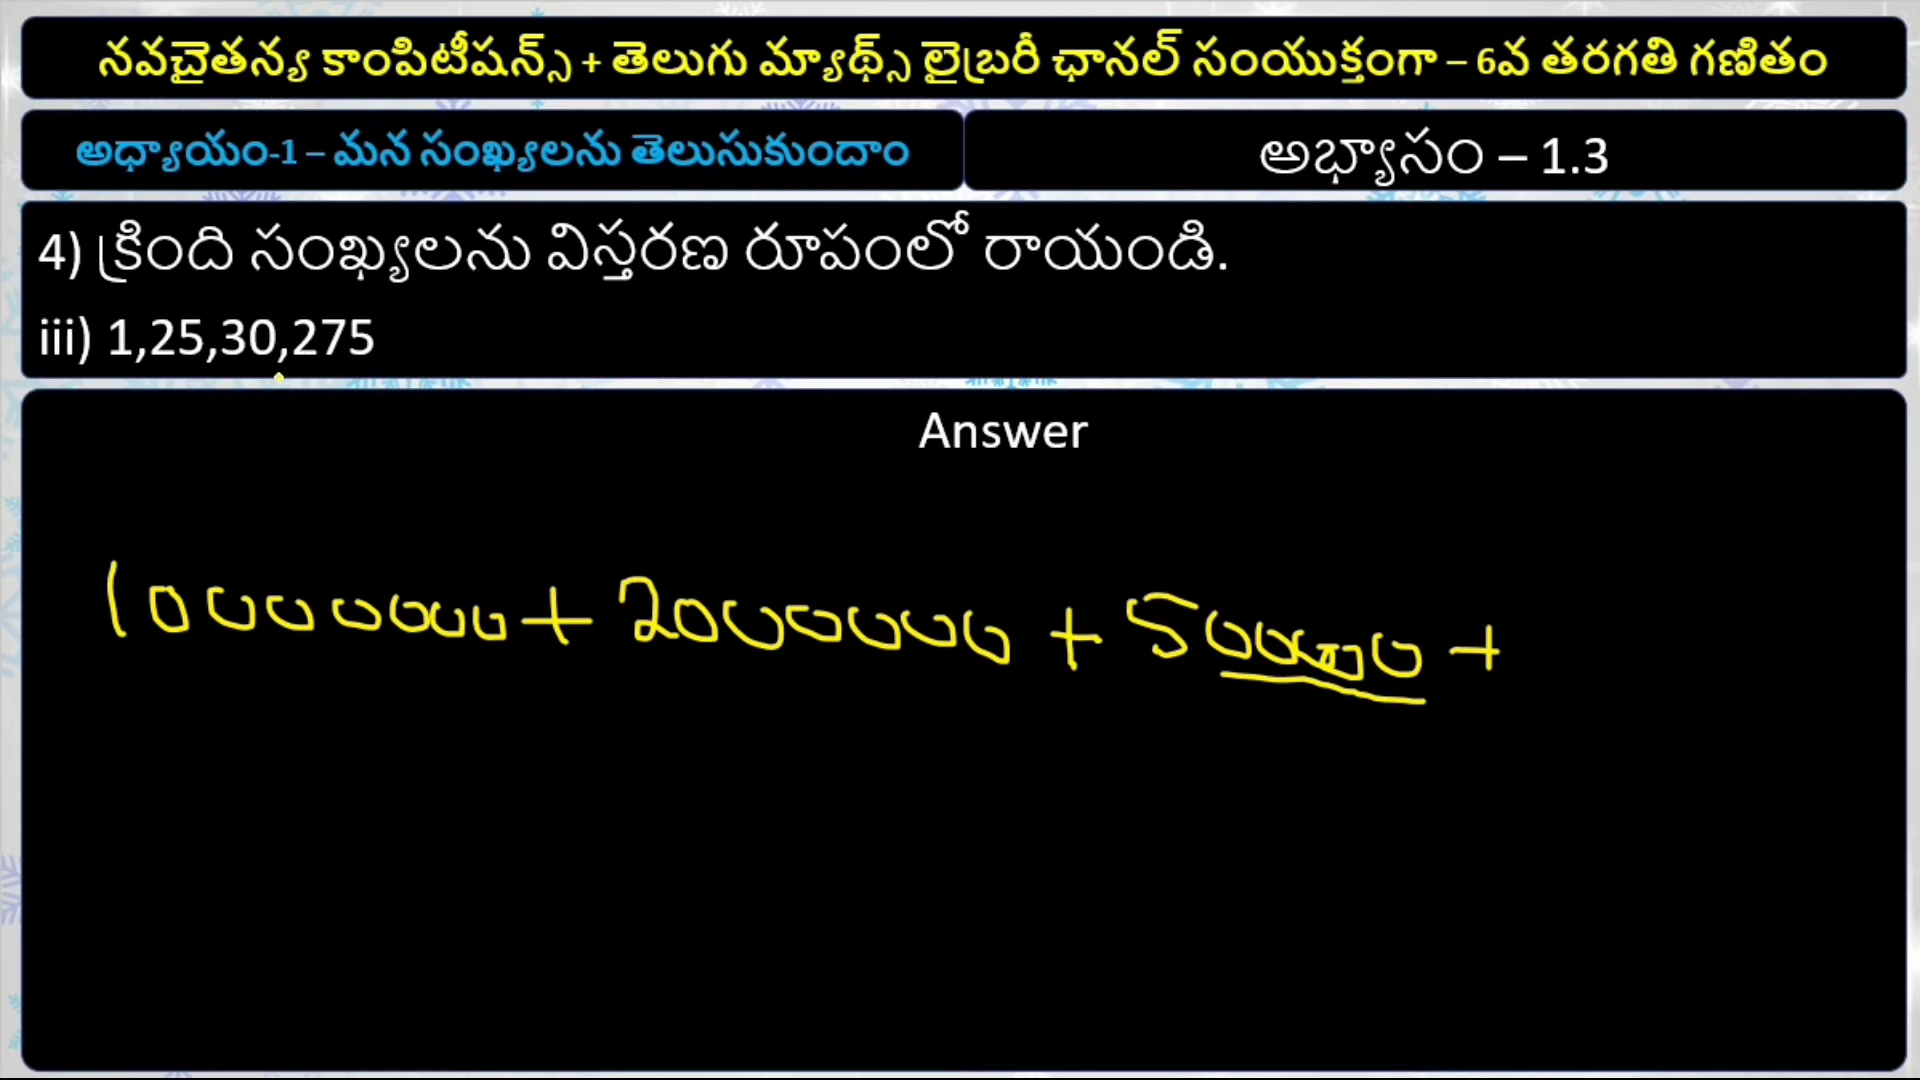 నవచైతన్య కాంపిటీషన్స్ + తెలుగు మ్యాథ్స్ లైబ్రరీ ఛానల్ సంయుక్తంగా – 6వ తరగతి గణితం
అధ్యాయం-1 – మన సంఖ్యలను తెలుసుకుందాం
అభ్యాసం – 1.3
4) క్రింది సంఖ్యలను విస్తరణ రూపంలో రాయండి.
iii) 1,25,30,275
Answer
10000000 + 2000000 + 500000 +